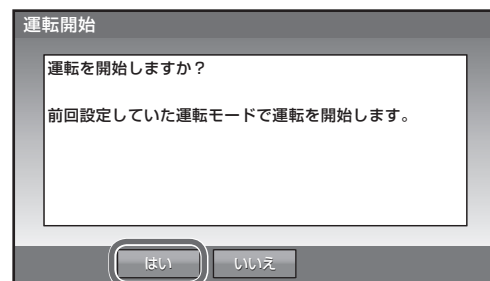 運転開始
運転を開始しますか？
前回設定していた運転モードで運転を開始します。
はい
いいえ